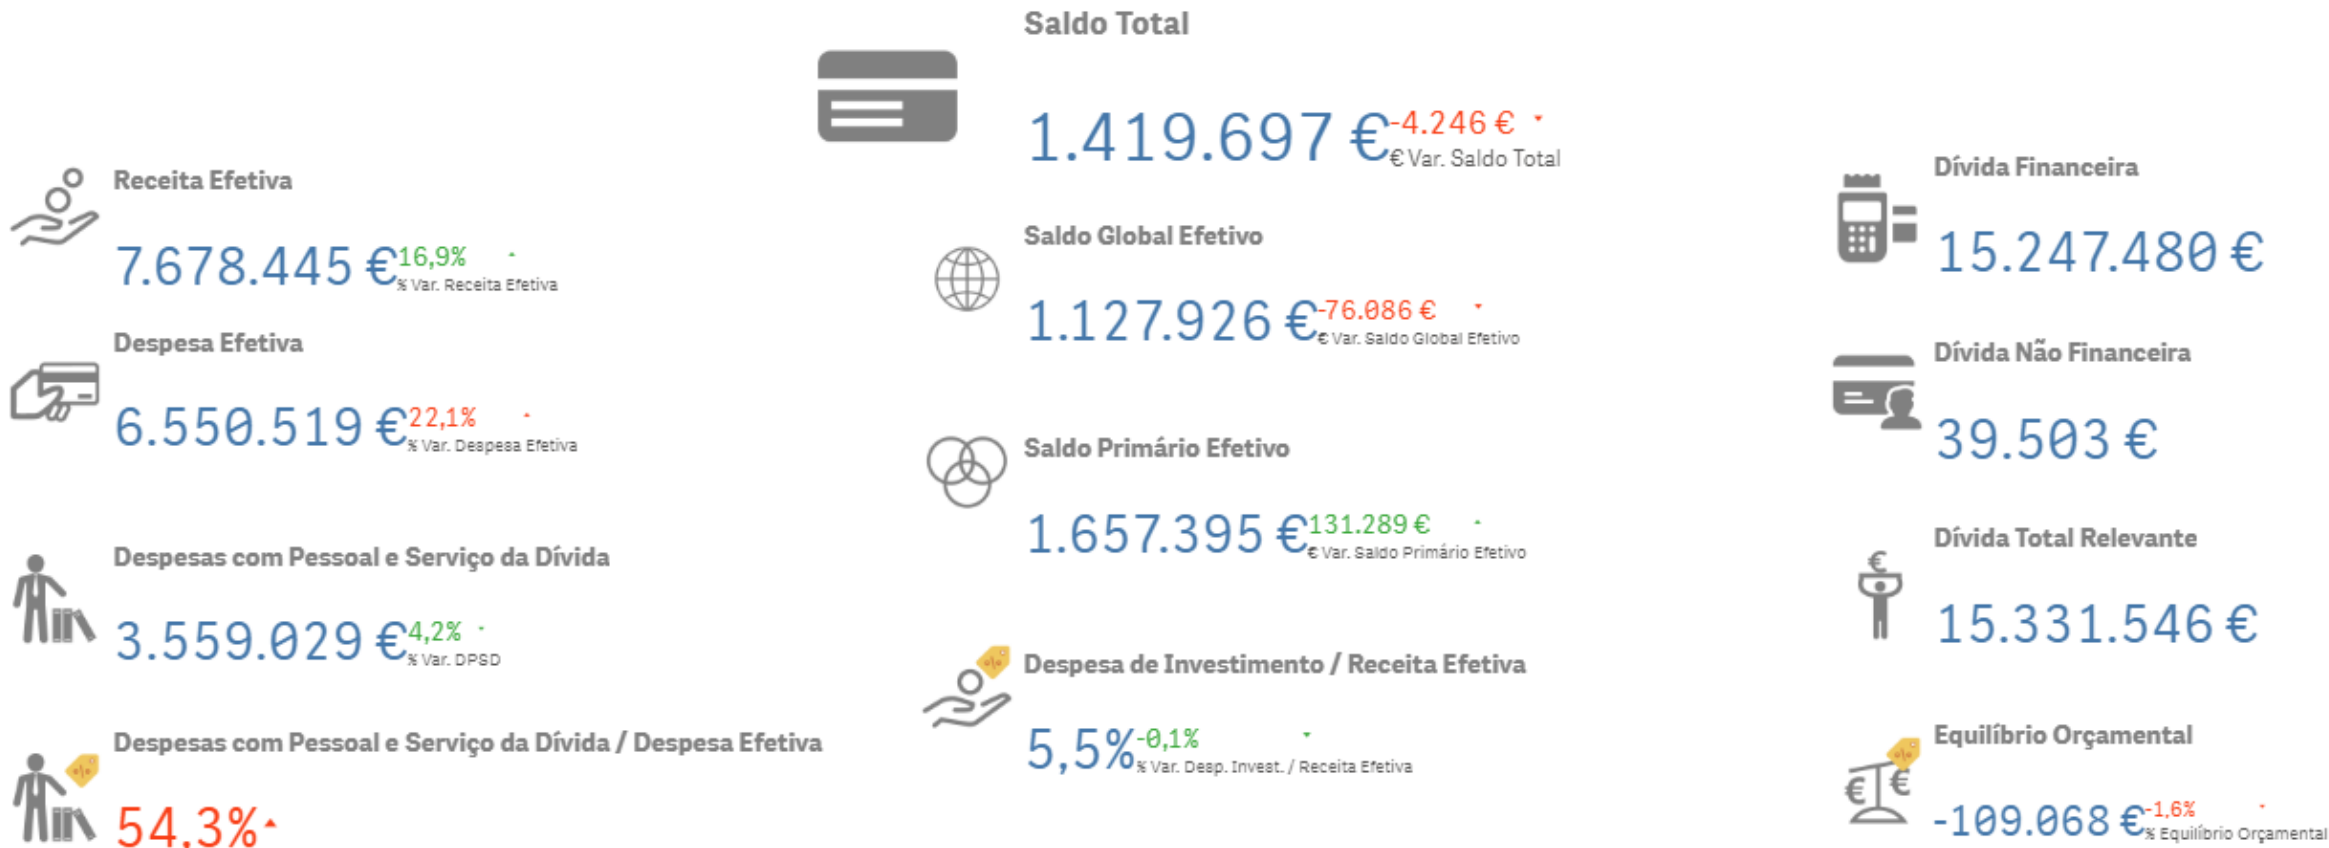 Saldo Total
1.419.697 €
-4.246 €
€ Var. Saldo Total
Receita Efetiva
7.678.445 €
16,9%
% Var. Receita Efetiva
Despesa Efetiva
6.550.519 €
22,1%
% Var. Despesa Efetiva
Despesas com Pessoal e Serviço da Dívida
3.559.029 €
4,2%
% Var. DPSD
Despesas com Pessoal e Serviço da Dívida / Despesa Efetiva
54,3%
Saldo Global Efetivo
1.127.926 €
-76.086 €
€ Var. Saldo Global Efetivo
Saldo Primário Efetivo
1.657.395 €
131.289 €
€ Var. Saldo Primário Efetivo
Despesa de Investimento / Receita Efetiva
5,5%
-0,1%
% Var. Desp. Invest. / Receita Efetiva
Dívida Financeira
15.247.480 €
Dívida Não Financeira
39.503 €
Dívida Total Relevante
15.331.546 €
Equilíbrio Orçamental
-109.068 €
-1,6%
% Equilíbrio Orçamental